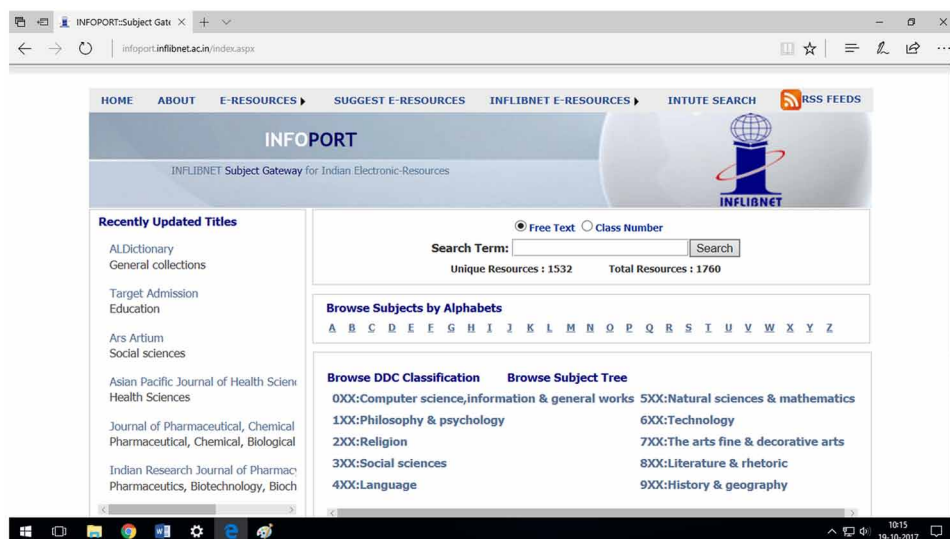 INFOPORT::Subject Gate
infoport.inflibnet.ac.in/index.aspx
HOME ABOUT E-RESOURCES SUGGEST E-RESOURCES INFLIBNET E-RESOURCES INTUTE SEARCH RSS FEEDS
INFOPORT
INFLIBNET Subject Gateway for Indian Electronic-Resources
INFLIBNET
Recently Updated Titles
ALDictionary
General collections
Target Admission
Education
Ars Artium
Social sciences
Asian Pacific Journal of Health Scien
Health Sciences
Journal of Pharmaceutical, Chemical
Pharmaceutical, Chemical, Biological
Indian Research Journal of Pharmacy
Pharmaceutics, Biotechnology, Bioch
Free Text Class Number
Search Term: Search
Unique Resources : 1532 Total Resources : 1760
Browse Subjects by Alphabets
A B C D E F G H I J K L M N O P Q R S T U V W X Y Z
Browse DDC Classification Browse Subject Tree
0XX:Computer science,information & general works 5XX:Natural sciences & mathematics
1XX:Philosophy & psychology 6XX:Technology
2XX:Religion 7XX:The arts fine & decorative arts
3XX:Social sciences 8XX:Literature & rhetoric
4XX:Language 9XX:History & geography
10:15
19-10-2017